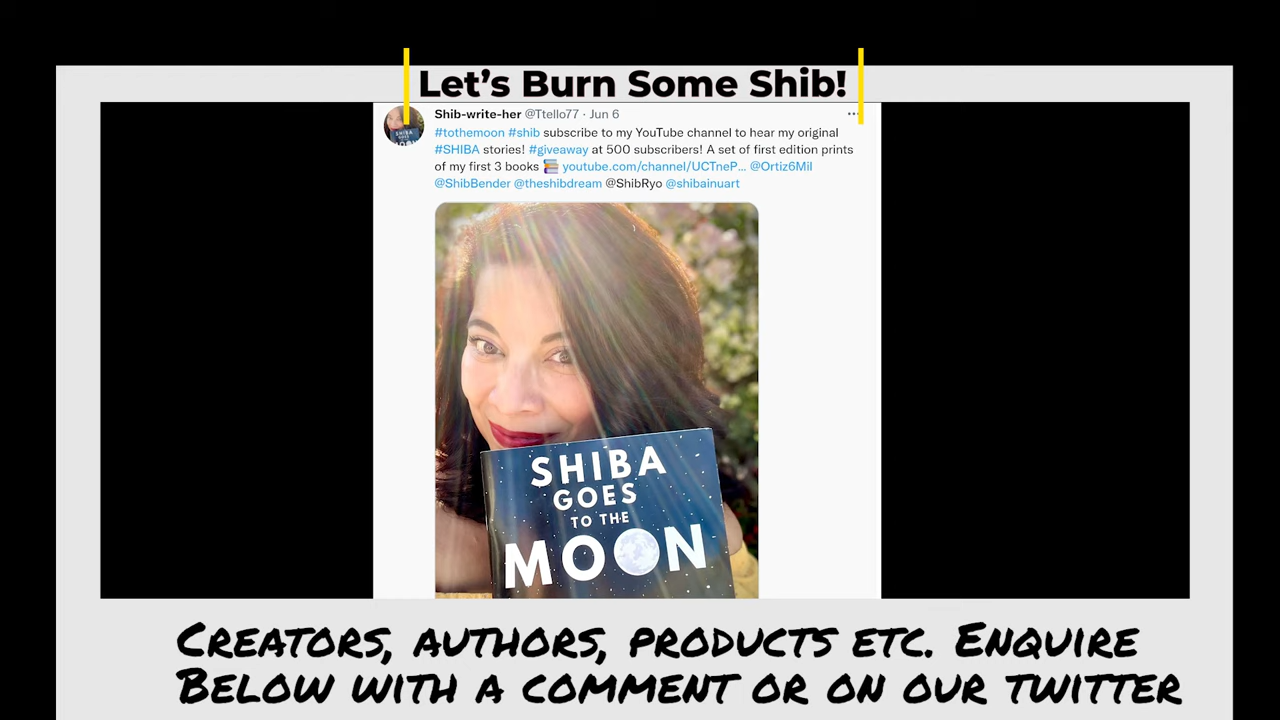 Let's Burn Some Shib!
Shib-write-her @Ttello77 · Jun 6 ...
#tothemoon #shib subscribe to my YouTube channel to hear my original
#SHIBA stories! #giveaway at 500 subscribers! A set of first edition prints
of my first 3 books 📚 youtube.com/channel/UCTneP... @Ortiz6Mil
@ShibBender @theshibdream @ShibRyo @shibainuart
SHIBA
GOES
TO THE
MOON
Creators, authors, products etc. Enquire
Below with a comment or on our twitter